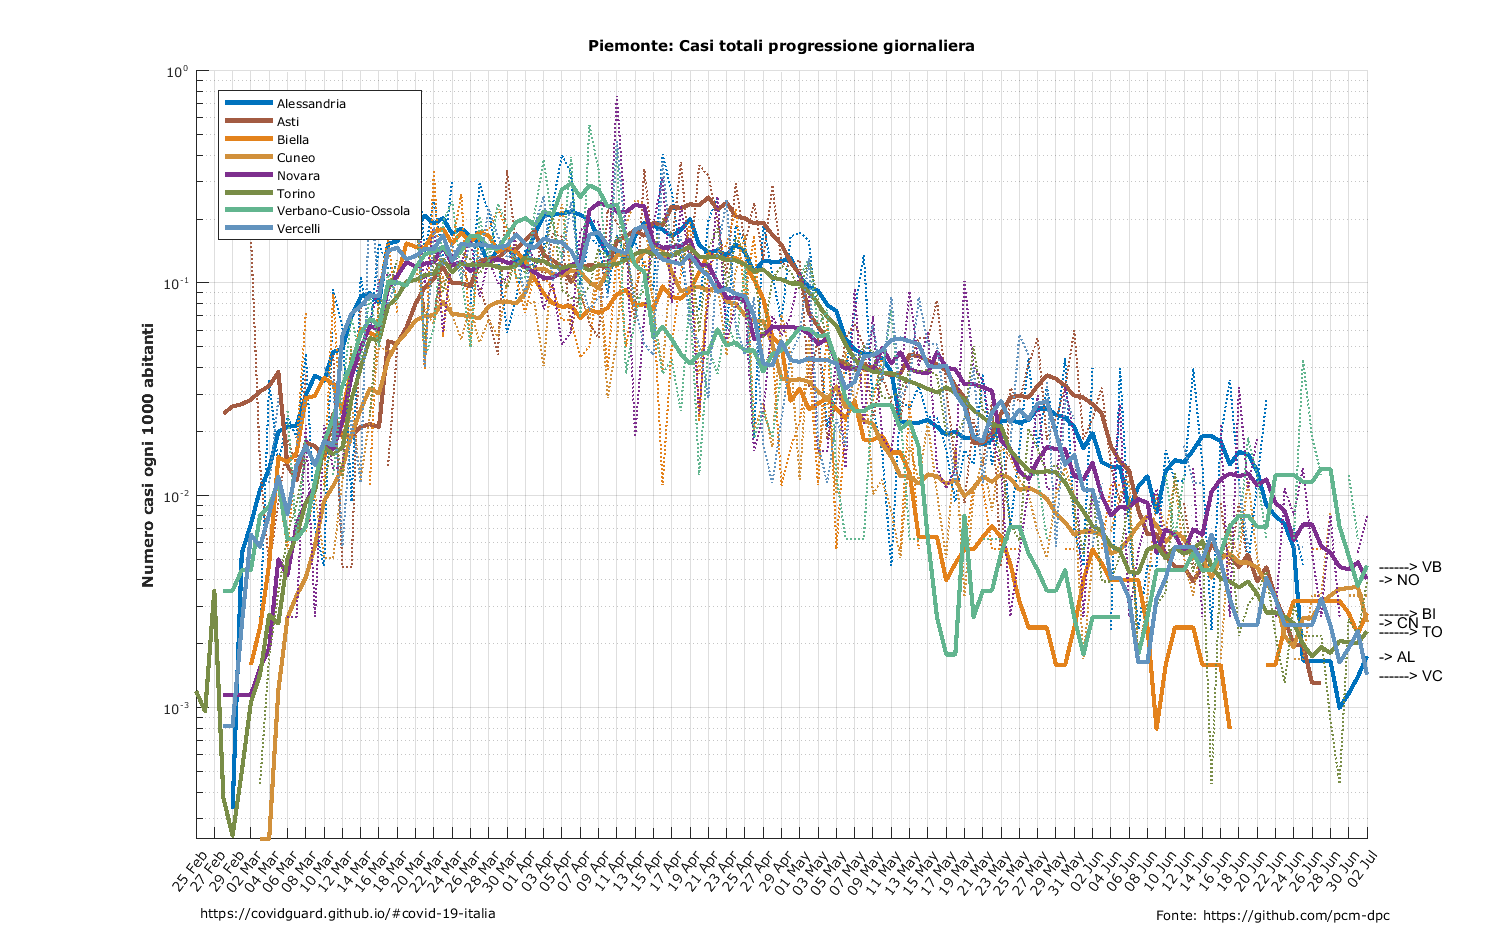 Piemonte: Casi totali progressione giornaliera
10^0
10^-1
10^-2
10^-3
Numero casi ogni 1000 abitanti
Alessandria
Asti
Biella
Cuneo
Novara
Torino
Verbano-Cusio-Ossola
Vercelli
------> VB
-> NO
------> BI
-> CN
------> TO
-> AL
------> VC
25 Feb
27 Feb
29 Feb
02 Mar
04 Mar
06 Mar
08 Mar
10 Mar
12 Mar
14 Mar
16 Mar
18 Mar
20 Mar
22 Mar
24 Mar
26 Mar
28 Mar
30 Mar
01 Apr
03 Apr
05 Apr
07 Apr
09 Apr
11 Apr
13 Apr
15 Apr
17 Apr
19 Apr
21 Apr
23 Apr
25 Apr
27 Apr
29 Apr
01 May
03 May
05 May
07 May
09 May
11 May
13 May
15 May
17 May
19 May
21 May
23 May
25 May
27 May
29 May
31 May
02 Jun
04 Jun
06 Jun
08 Jun
10 Jun
12 Jun
14 Jun
16 Jun
18 Jun
20 Jun
22 Jun
24 Jun
26 Jun
28 Jun
30 Jun
02 Jul
https://covidguard.github.io/#covid-19-italia
Fonte: https://github.com/pcm-dpc